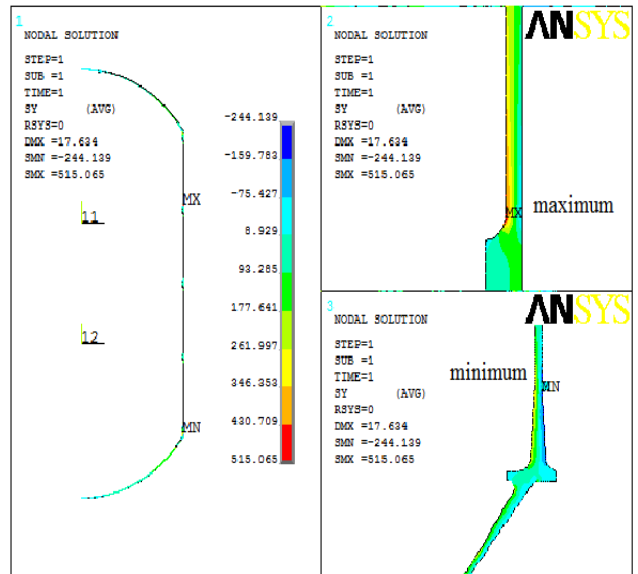 1
NODAL SOLUTION
STEP=1
SUB =1
TIME=1
SY (AVG)
RSYS=0
DMX =17.634
SMN =-244.139
SMX =515.065
-244.139
-159.783
-75.427
8.929
93.285
177.641
261.997
346.353
430.709
515.065
MX
11
12
MN
2
ANSYS
NODAL SOLUTION
STEP=1
SUB =1
TIME=1
SY (AVG)
RSYS=0
DMX =17.634
SMN =-244.139
SMX =515.065
MX maximum
3
ANSYS
NODAL SOLUTION
STEP=1
SUB =1
TIME=1
SY (AVG)
RSYS=0
DMX =17.634
SMN =-244.139
SMX =515.065
minimum MN